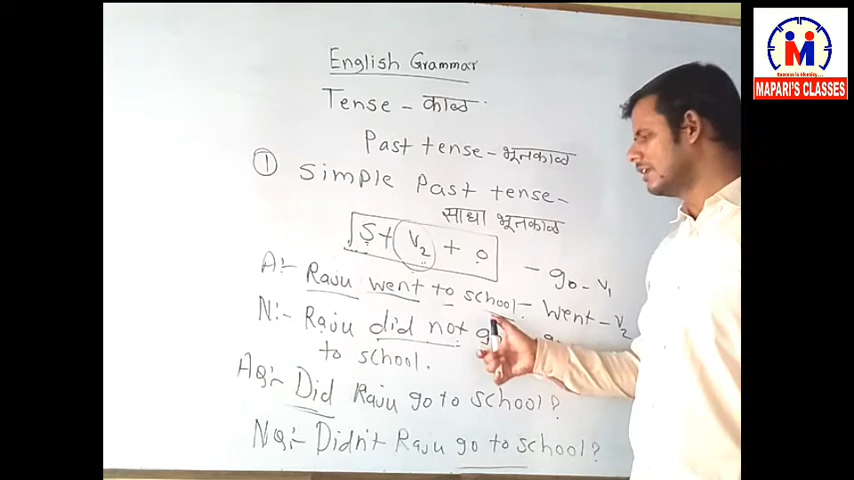 English Grammar
Tense - काळ
Past tense - भूतकाळ
① Simple Past tense -
साधा भूतकाळ
S + V₂ + O
- go - V₁
A:- Raju went to school - went - V₂
N:- Raju did not go
to school.
AQ:- Did Raju go to school?
NQ:- Didn't Raju go to school?
MAPARI'S CLASSES